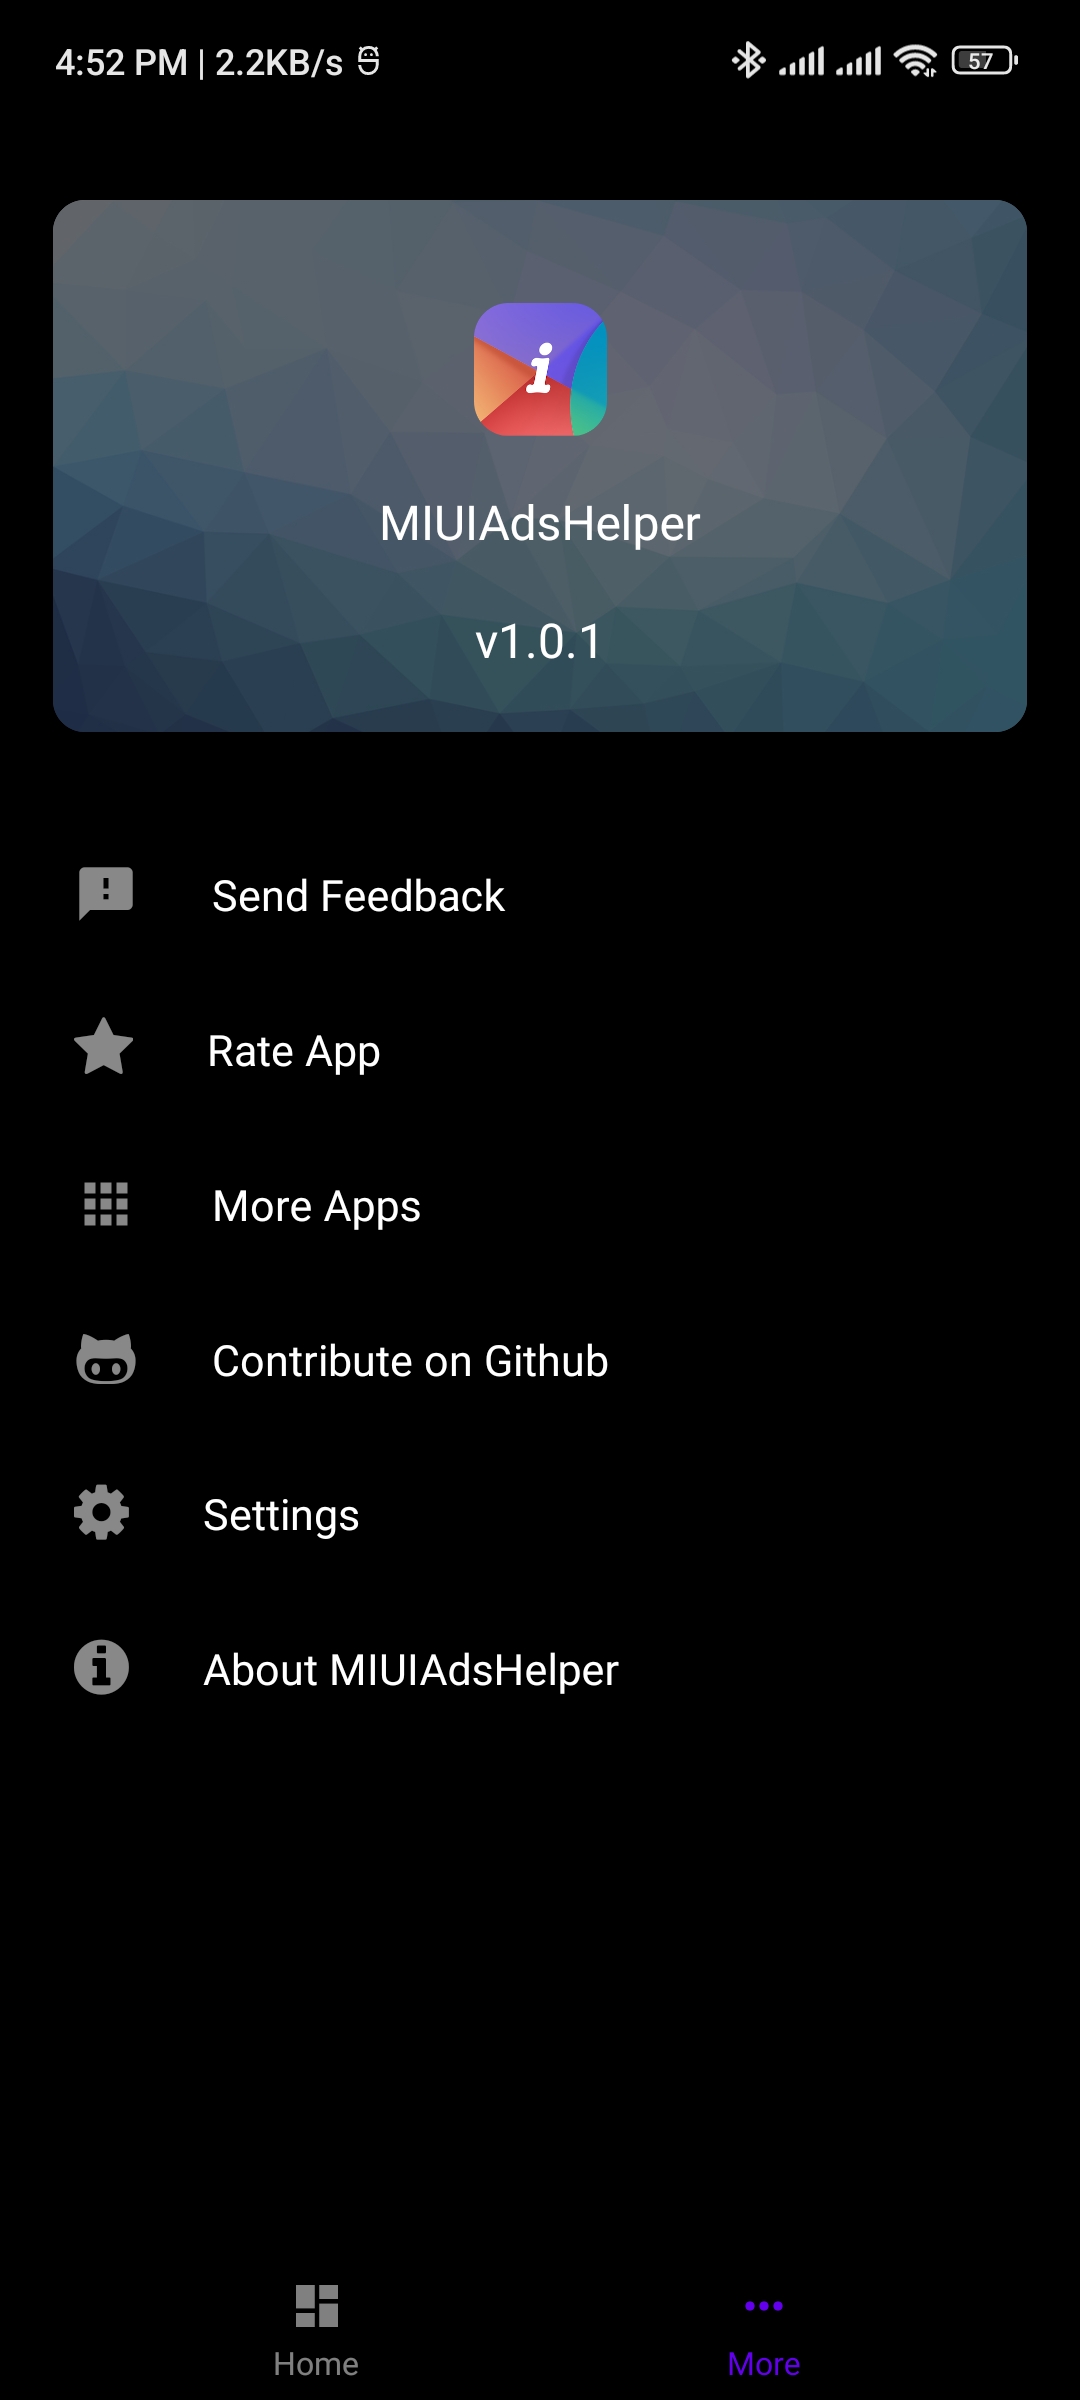 4:52 PM | 2.2KB/s 57
i
MIUIAdsHelper
v1.0.1
Send Feedback
Rate App
More Apps
Contribute on Github
Settings
About MIUIAdsHelper
Home More